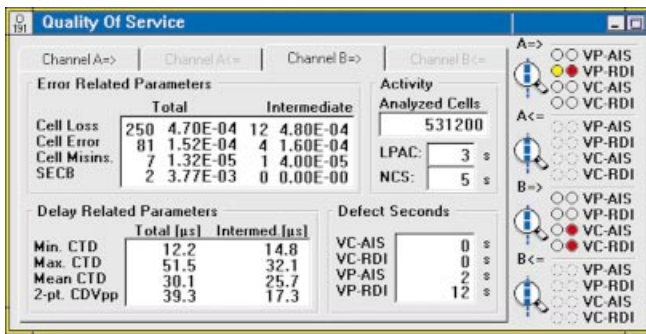 191 Quality Of Service
Channel A=> Channel A<= Channel B=> Channel B<=
Error Related Parameters
Total Intermediate
Cell Loss 250 4.70E-04 12 4.80E-04
Cell Error 81 1.52E-04 4 1.60E-04
Cell Misins. 7 1.32E-05 1 4.00E-05
SECB 2 3.77E-03 0 0.00E-00
Activity
Analyzed Cells
531200
LPAC: 3 s
NCS: 5 s
Delay Related Parameters
Total [µs] Intermed.[µs]
Min. CTD 12.2 14.8
Max. CTD 51.5 32.1
Mean CTD 30.1 25.7
2-pt. CDVpp 39.3 17.3
Defect Seconds
VC-AIS 0 s
VC-RDI 0 s
VP-AIS 2 s
VP-RDI 12 s
A=>
VP-AIS
VP-RDI
VC-AIS
VC-RDI
A<=
VP-AIS
VP-RDI
VC-AIS
VC-RDI
B=>
VP-AIS
VP-RDI
VC-AIS
VC-RDI
B<=
VP-AIS
VP-RDI
VC-AIS
VC-RDI